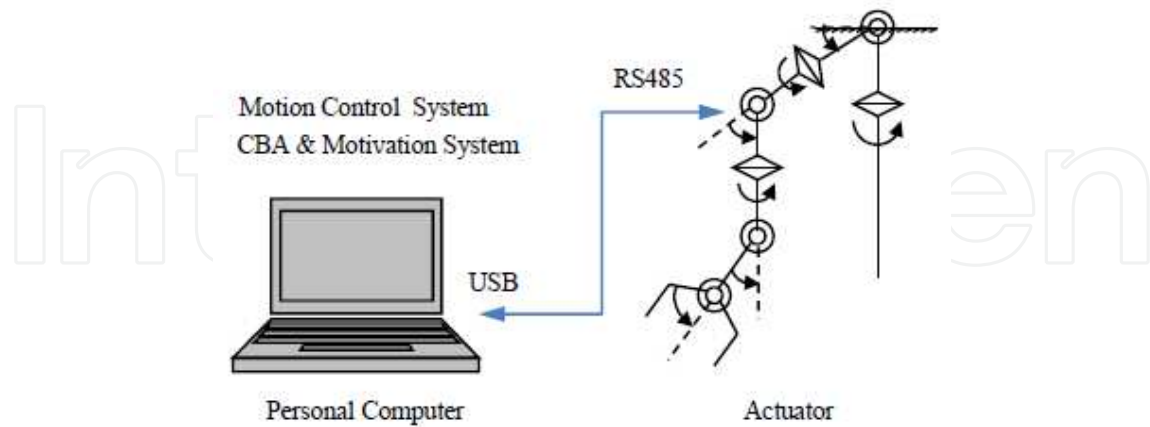 RS485
Motion Control System
CBA & Motivation System
USB
Personal Computer
Actuator